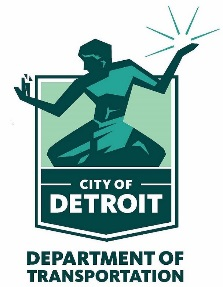 CITY OF
DETROIT
DEPARTMENT OF
TRANSPORTATION